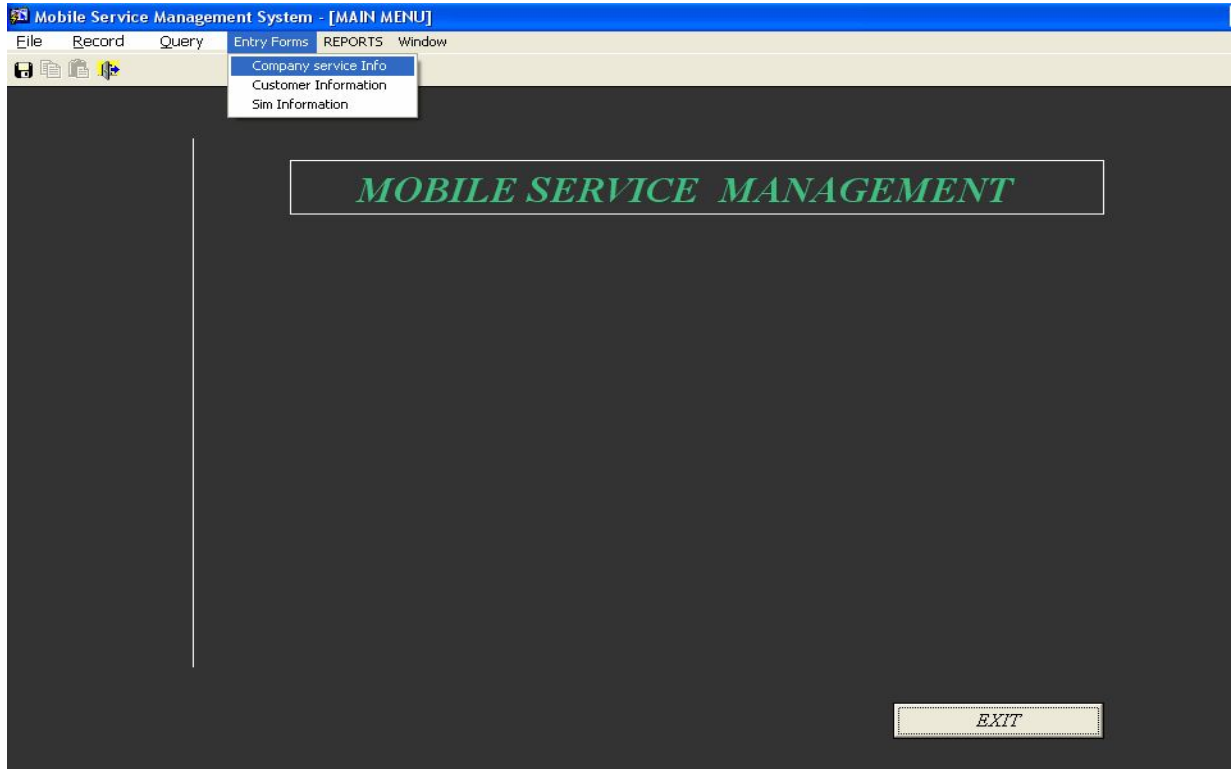 Mobile Service Management System - [MAIN MENU]
File Record Query Entry Forms REPORTS Window
Company service Info
Customer Information
Sim Information
MOBILE SERVICE MANAGEMENT
EXIT